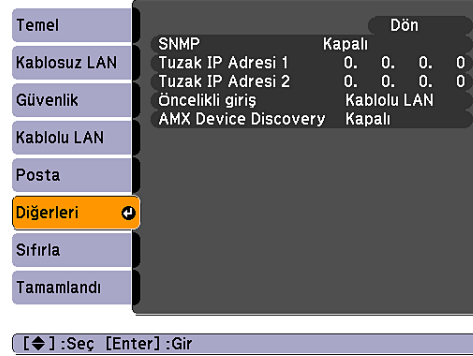 Temel
Kablosuz LAN
Güvenlik
Kablolu LAN
Posta
Diğerleri
Sıfırla
Tamamlandı
Dön
SNMP Kapalı
Tuzak IP Adresi 1 0. 0. 0. 0
Tuzak IP Adresi 2 0. 0. 0. 0
Öncelikli giriş Kablolu LAN
AMX Device Discovery Kapalı
[◆] :Seç [Enter] :Gir